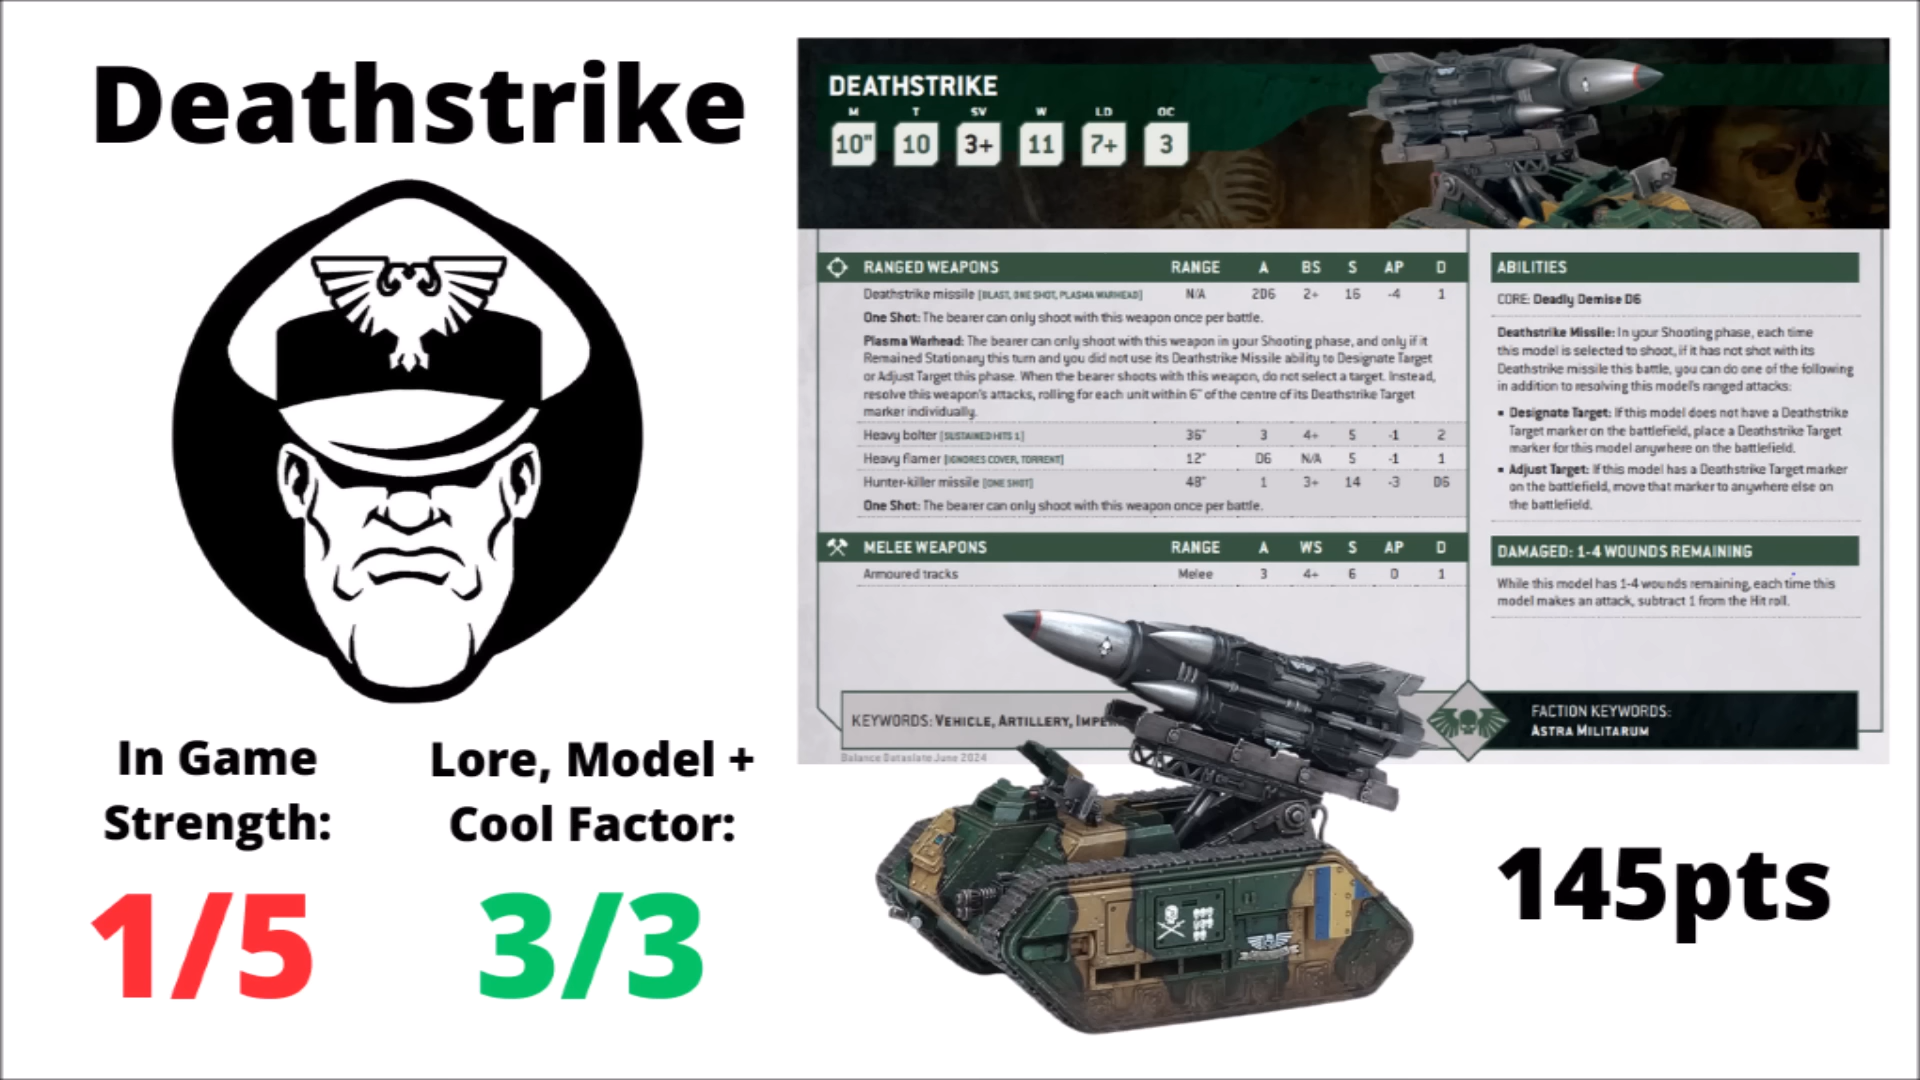 Deathstrike
In Game
Strength:
1/5
Lore, Model +
Cool Factor:
3/3
DEATHSTRIKE
M T SV W LD OC
10" 10 3+ 11 7+ 3
RANGED WEAPONS RANGE A BS S AP D
Deathstrike missile [BLAST, ONE SHOT, PLASMA WARHEAD] N/A 2D6 2+ 16 -4 1
One Shot: The bearer can only shoot with this weapon once per battle.
Plasma Warhead: The bearer can only shoot with this weapon in your Shooting phase, and only if it
Remained Stationary this turn and you did not use its Deathstrike Missile ability to Designate Target
or Adjust Target this phase. When the bearer shoots with this weapon, do not select a target. Instead,
resolve this weapon's attacks, rolling for each unit within 6" of the centre of its Deathstrike Target
marker individually.
Heavy bolter [SUSTAINED HITS 1] 36" 3 4+ 5 -1 2
Heavy flamer [IGNORES COVER, TORRENT] 12" D6 N/A 5 -1 1
Hunter-killer missile [ONE SHOT] 48" 1 3+ 14 -3 D6
One Shot: The bearer can only shoot with this weapon once per battle.
MELEE WEAPONS RANGE A WS S AP D
Armoured tracks Melee 3 4+ 6 0 1
KEYWORDS: VEHICLE, ARTILLERY, IMPE
Balance Dataslate June 2024
ABILITIES
CORE: Deadly Demise D6
Deathstrike Missile: In your Shooting phase, each time
this model is selected to shoot, if it has not shot with its
Deathstrike missile this battle, you can do one of the following
in addition to resolving this model's ranged attacks:
▪ Designate Target: If this model does not have a Deathstrike
Target marker on the battlefield, place a Deathstrike Target
marker for this model anywhere on the battlefield.
▪ Adjust Target: If this model has a Deathstrike Target marker
on the battlefield, move that marker to anywhere else on
the battlefield.
DAMAGED: 1-4 WOUNDS REMAINING
While this model has 1-4 wounds remaining, each time this
model makes an attack, subtract 1 from the Hit roll.
FACTION KEYWORDS:
ASTRA MILITARUM
145pts